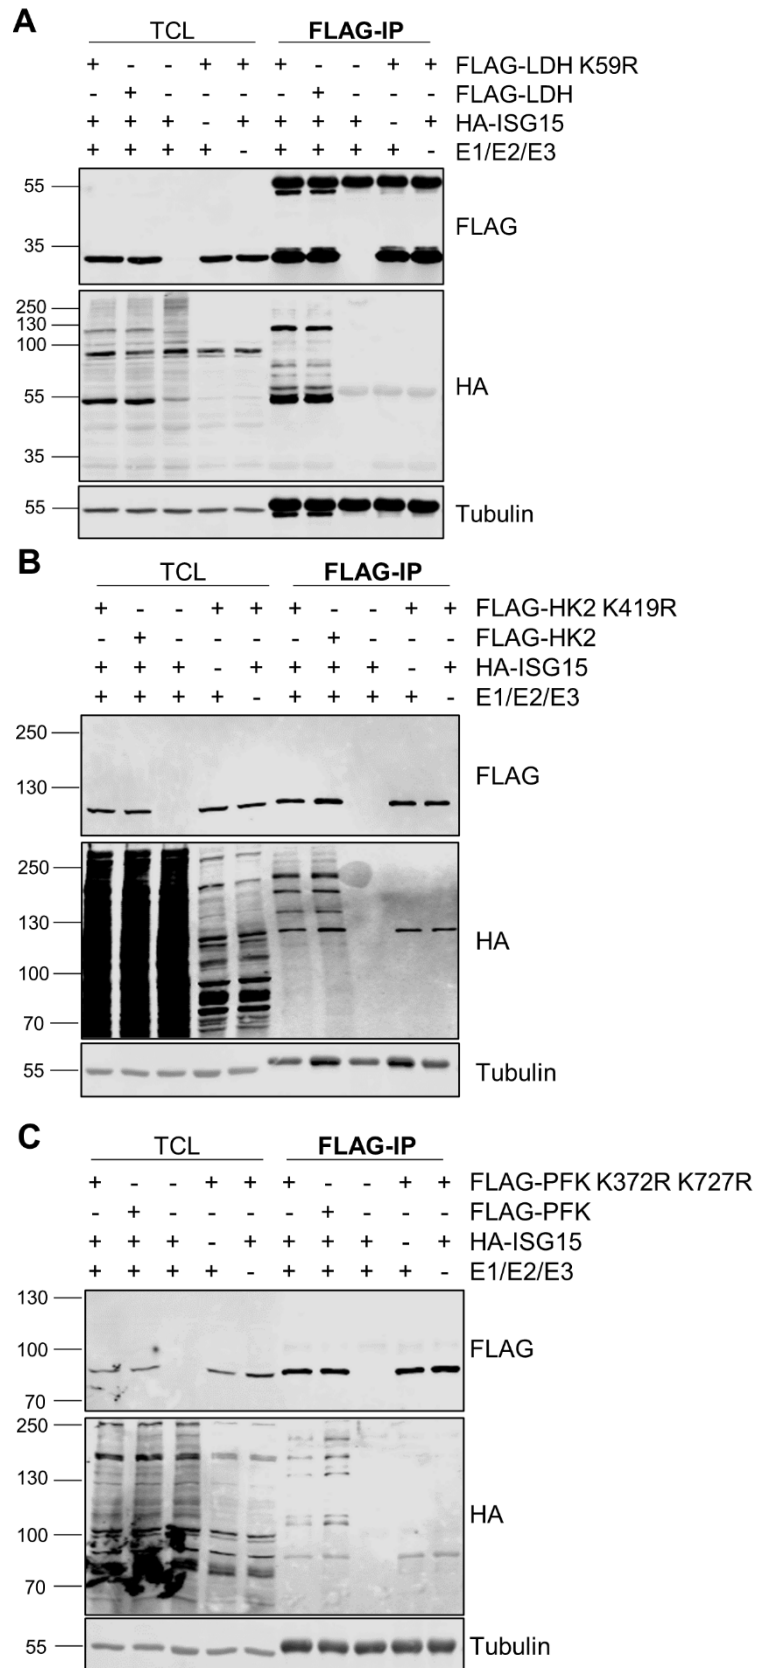 A
TCL FLAG-IP
+ - - + + + - - + + FLAG-LDH K59R
- + - - - - + - - - FLAG-LDH
+ + + - + + + + - + HA-ISG15
+ + + + - + + + + - E1/E2/E3
55
35
FLAG
250
130
100
55
35
HA
55
Tubulin
B
TCL FLAG-IP
+ - - + + + - - + + FLAG-HK2 K419R
- + - - - - + - - - FLAG-HK2
+ + + - + + + + - + HA-ISG15
+ + + + - + + + + - E1/E2/E3
250
130
FLAG
250
130
100
70
HA
55
Tubulin
C
TCL FLAG-IP
+ - - + + + - - + + FLAG-PFK K372R K727R
- + - - - - + - - - FLAG-PFK
+ + + - + + + + - + HA-ISG15
+ + + + - + + + + - E1/E2/E3
130
100
70
FLAG
250
130
100
70
HA
55
Tubulin